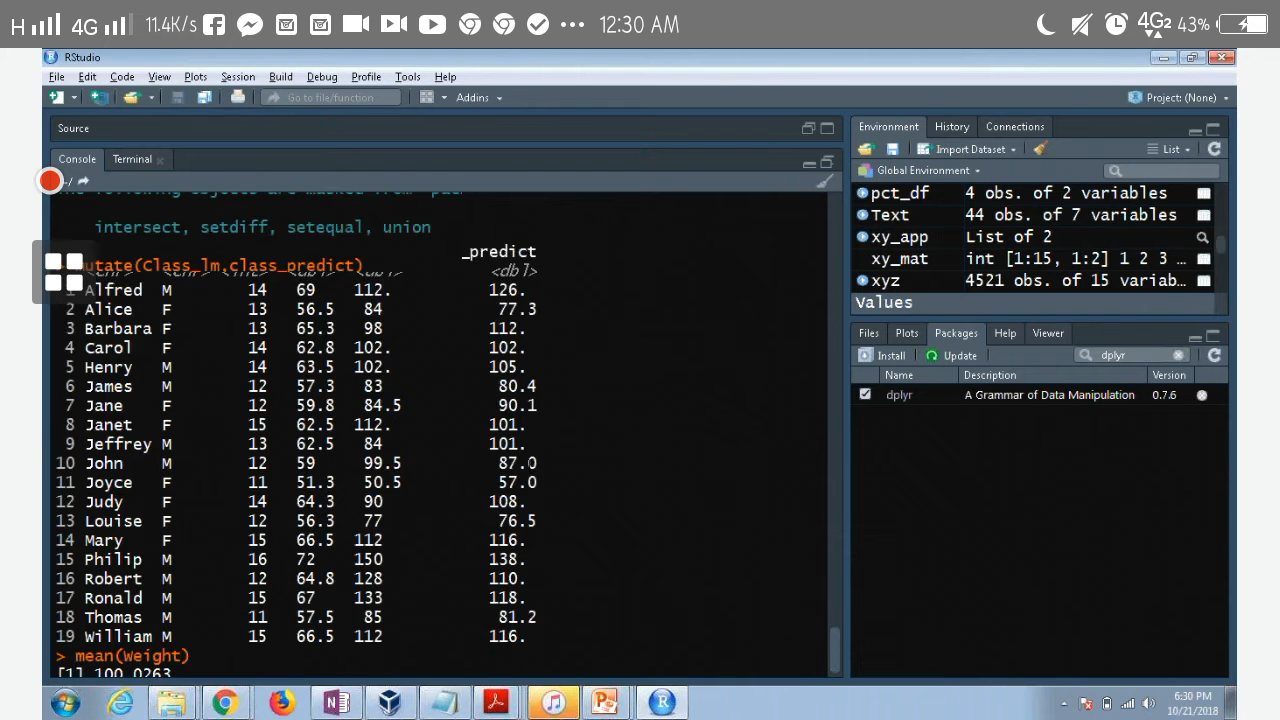 H 4G 11.4K/s 12:30 AM 4G2 43%
RStudio
File Edit Code View Plots Session Build Debug Profile Tools Help
Go to file/function Addins Project: (None)
Source
Console Terminal
~/
intersect, setdiff, setequal, union
mutate(Class_lm,class_predict)
_predict
<dbl>
1 Alfred M 14 69 112. 126.
2 Alice F 13 56.5 84 77.3
3 Barbara F 13 65.3 98 112.
4 Carol F 14 62.8 102. 102.
5 Henry M 14 63.5 102. 105.
6 James M 12 57.3 83 80.4
7 Jane F 12 59.8 84.5 90.1
8 Janet F 15 62.5 112. 101.
9 Jeffrey M 13 62.5 84 101.
10 John M 12 59 99.5 87.0
11 Joyce F 11 51.3 50.5 57.0
12 Judy F 14 64.3 90 108.
13 Louise F 12 56.3 77 76.5
14 Mary F 15 66.5 112 116.
15 Philip M 16 72 150 138.
16 Robert M 12 64.8 128 110.
17 Ronald M 15 67 133 118.
18 Thomas M 11 57.5 85 81.2
19 William M 15 66.5 112 116.
> mean(Weight)
[1] 100.0263
Environment History Connections
Import Dataset List
Global Environment
pct_df 4 obs. of 2 variables
Text 44 obs. of 7 variables
xy_app List of 2
xy_mat int [1:15, 1:2] 1 2 3 ...
xyz 4521 obs. of 15 variab...
Values
Files Plots Packages Help Viewer
Install Update dplyr
Name Description Version
dplyr A Grammar of Data Manipulation 0.7.6
6:30 PM
10/21/2018